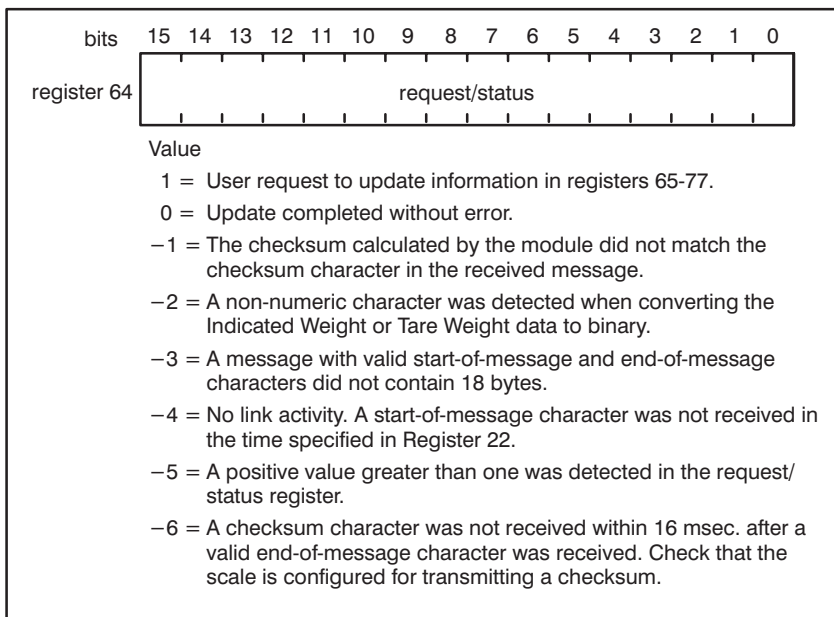 bits 15 14 13 12 11 10 9 8 7 6 5 4 3 2 1 0
register 64 request/status
Value
1 = User request to update information in registers 65-77.
0 = Update completed without error.
−1 = The checksum calculated by the module did not match the
checksum character in the received message.
−2 = A non-numeric character was detected when converting the
Indicated Weight or Tare Weight data to binary.
−3 = A message with valid start-of-message and end-of-message
characters did not contain 18 bytes.
−4 = No link activity. A start-of-message character was not received in
the time specified in Register 22.
−5 = A positive value greater than one was detected in the request/
status register.
−6 = A checksum character was not received within 16 msec. after a
valid end-of-message character was received. Check that the
scale is configured for transmitting a checksum.